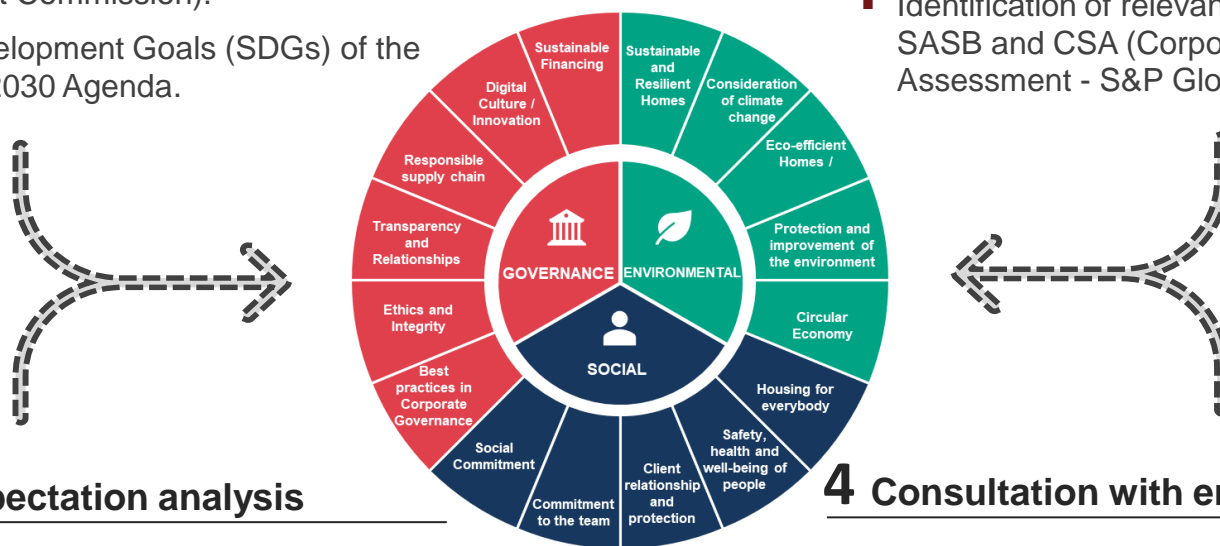 t Commission).
elopment Goals (SDGs) of the
2030 Agenda.
Identification of relevan
SASB and CSA (Corpo
Assessment - S&P Glo
Sustainable
Financing
Digital
Culture /
Innovation
Responsible
supply chain
Transparency
and
Relationships
Ethics and
Integrity
Best
practices in
Corporate
Governance
Sustainable
and
Resilient
Homes
Consideration
of climate
change
Eco-efficient
Homes /
Protection and
improvement of
the environment
Circular
Economy
Housing for
everybody
Safety,
health and
well-being of
people
Client
relationship
and
protection
Commitment
to the team
Social
Commitment
GOVERNANCE
ENVIRONMENTAL
SOCIAL
pectation analysis
4 Consultation with e